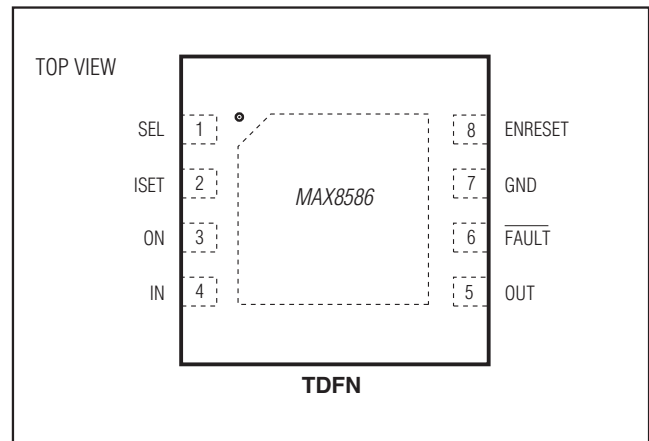 TOP VIEW
SEL 1
ISET 2
ON 3
IN 4
MAX8586
8 ENRESET
7 GND
6 F̅A̅U̅L̅T̅
5 OUT
TDFN